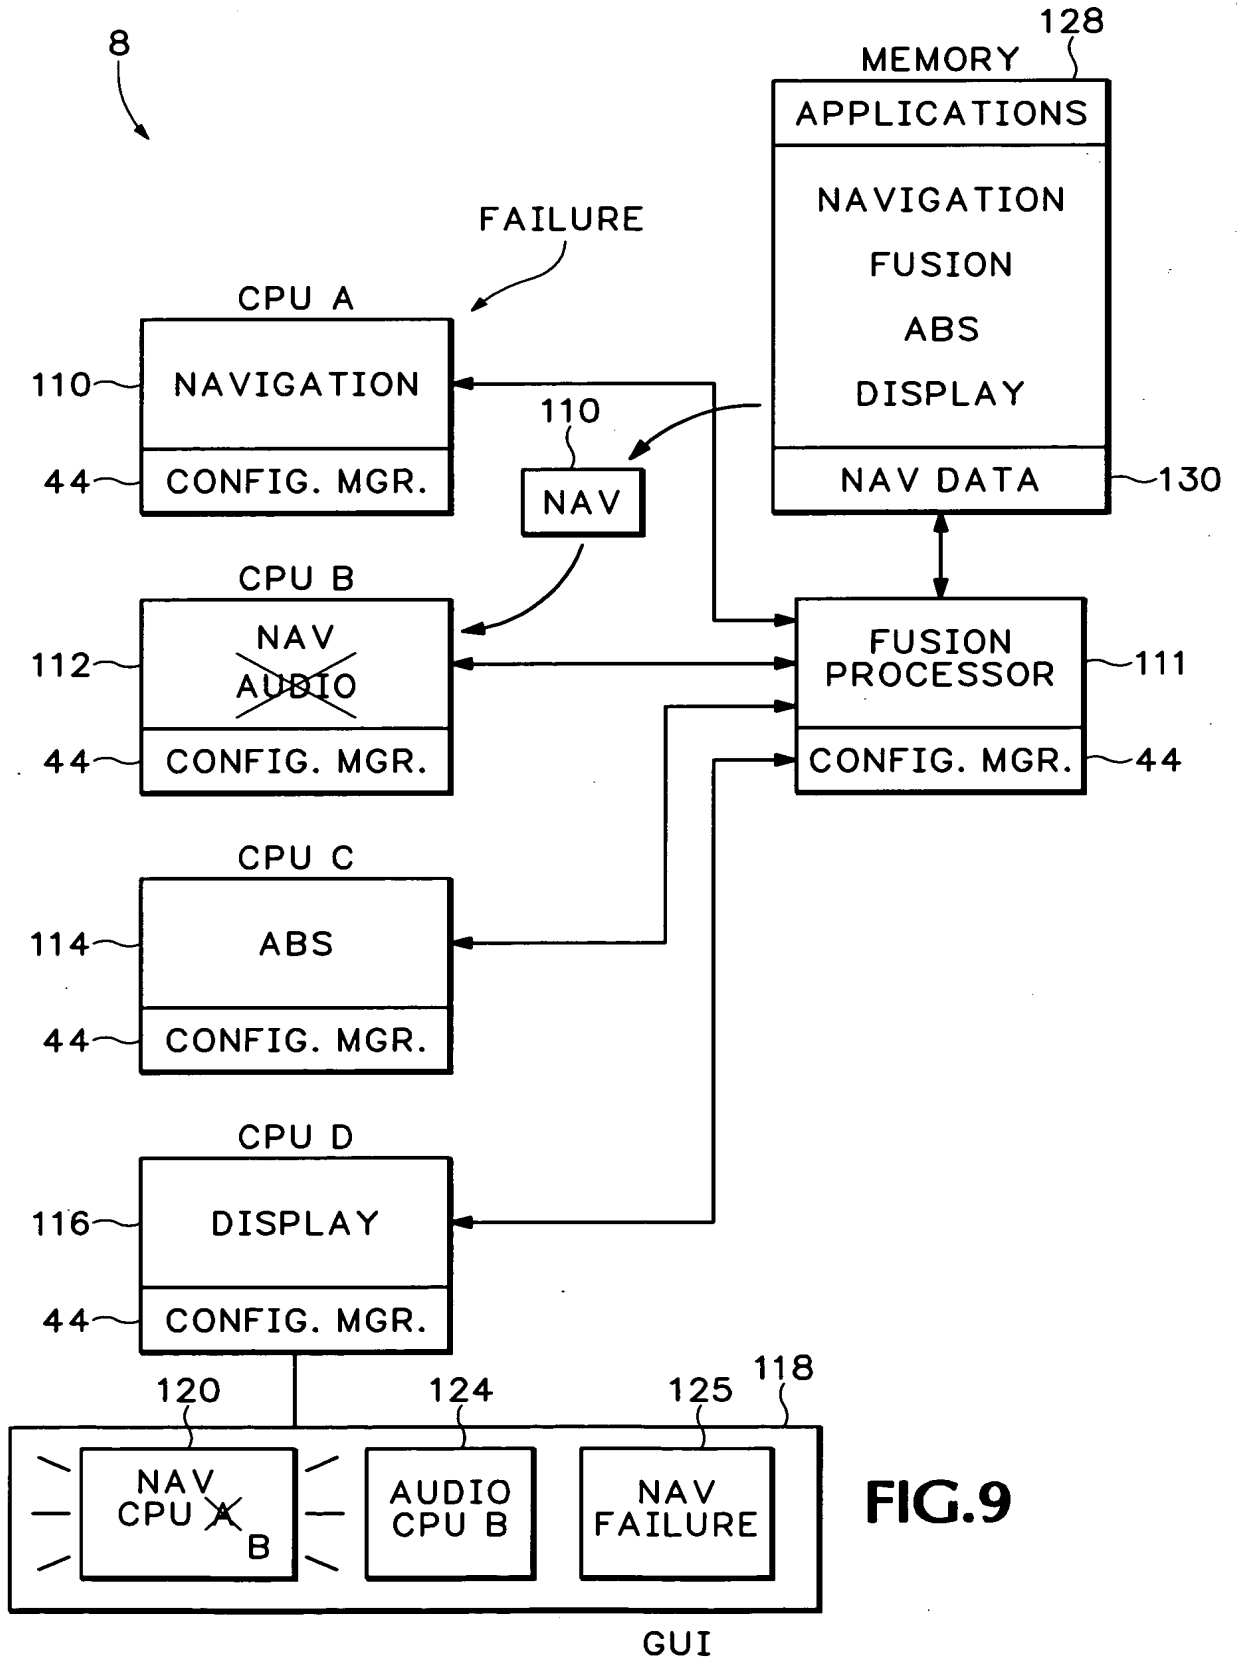 8
128
MEMORY
APPLICATIONS
NAVIGATION
FUSION
ABS
DISPLAY
NAV DATA
130
FAILURE
CPU A
110
NAVIGATION
44
CONFIG. MGR.
110
NAV
CPU B
112
NAV
AUDIO
44
CONFIG. MGR.
FUSION
PROCESSOR
111
CONFIG. MGR.
44
CPU C
114
ABS
44
CONFIG. MGR.
CPU D
116
DISPLAY
44
CONFIG. MGR.
118
120
NAV
CPU A
B
124
AUDIO
CPU B
125
NAV
FAILURE
GUI
FIG.9